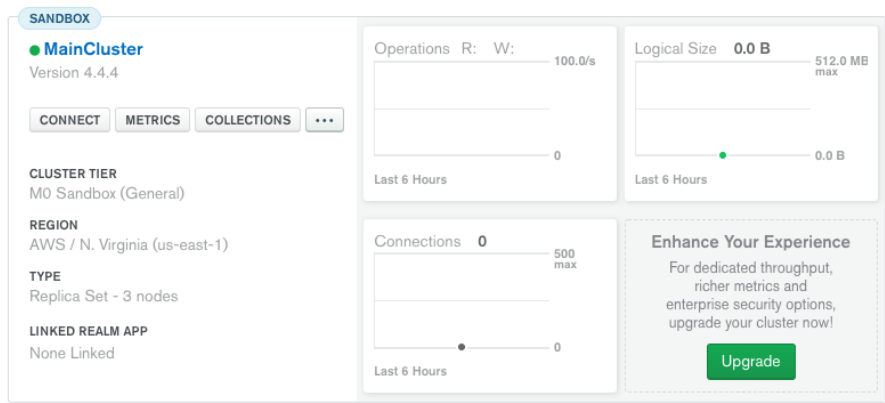 SANDBOX
MainCluster
Version 4.4.4
CONNECT
METRICS
COLLECTIONS
...
CLUSTER TIER
M0 Sandbox (General)
REGION
AWS / N. Virginia (us-east-1)
TYPE
Replica Set - 3 nodes
LINKED REALM APP
None Linked
Operations R: W:
100.0/s
0
Last 6 Hours
Logical Size 0.0 B
512.0 MB
max
0.0 B
Last 6 Hours
Connections 0
500
max
0
Last 6 Hours
Enhance Your Experience
For dedicated throughput,
richer metrics and
enterprise security options,
upgrade your cluster now!
Upgrade